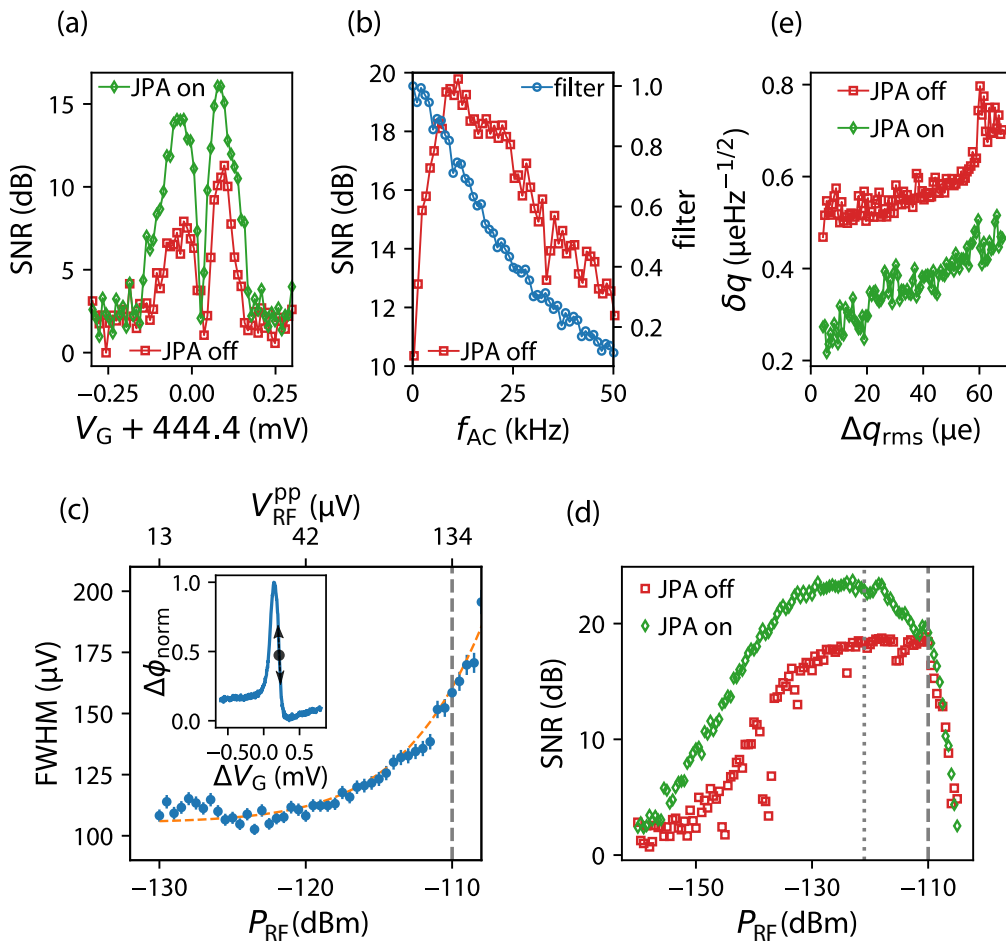 (a)
JPA on
JPA off
15
10
5
0
SNR (dB)
−0.25
0.00
0.25
V_G + 444.4 (mV)
(b)
filter
JPA off
20
18
16
14
12
10
SNR (dB)
1.0
0.8
0.6
0.4
0.2
filter
0
25
50
f_AC (kHz)
(e)
JPA off
JPA on
0.8
0.6
0.4
0.2
δq (μeHz^−1/2)
0
20
40
60
Δq_rms (μe)
(c)
V_RF^pp (μV)
13
42
134
200
175
150
125
100
FWHM (μV)
1.0
0.5
0.0
Δϕ_norm
−0.5
0.0
0.5
ΔV_G (mV)
−130
−120
−110
P_RF (dBm)
(d)
JPA off
JPA on
20
10
0
SNR (dB)
−150
−130
−110
P_RF (dBm)